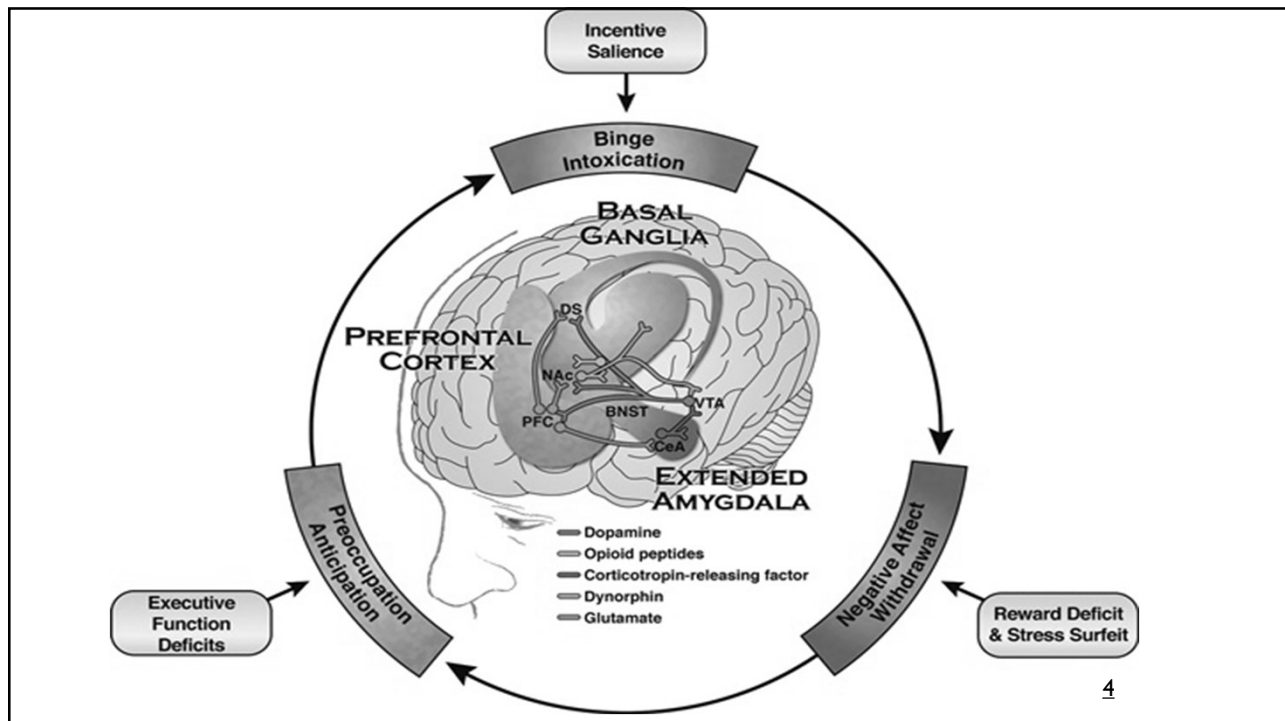 Incentive
Salience
Binge
Intoxication
BASAL
GANGLIA
DS
PREFRONTAL
CORTEX
NAc
PFC
BNST
VTA
CeA
EXTENDED
AMYGDALA
Dopamine
Opioid peptides
Corticotropin-releasing factor
Dynorphin
Glutamate
Preoccupation
Anticipation
Negative Affect
Withdrawal
Executive
Function
Deficits
Reward Deficit
& Stress Surfeit
4